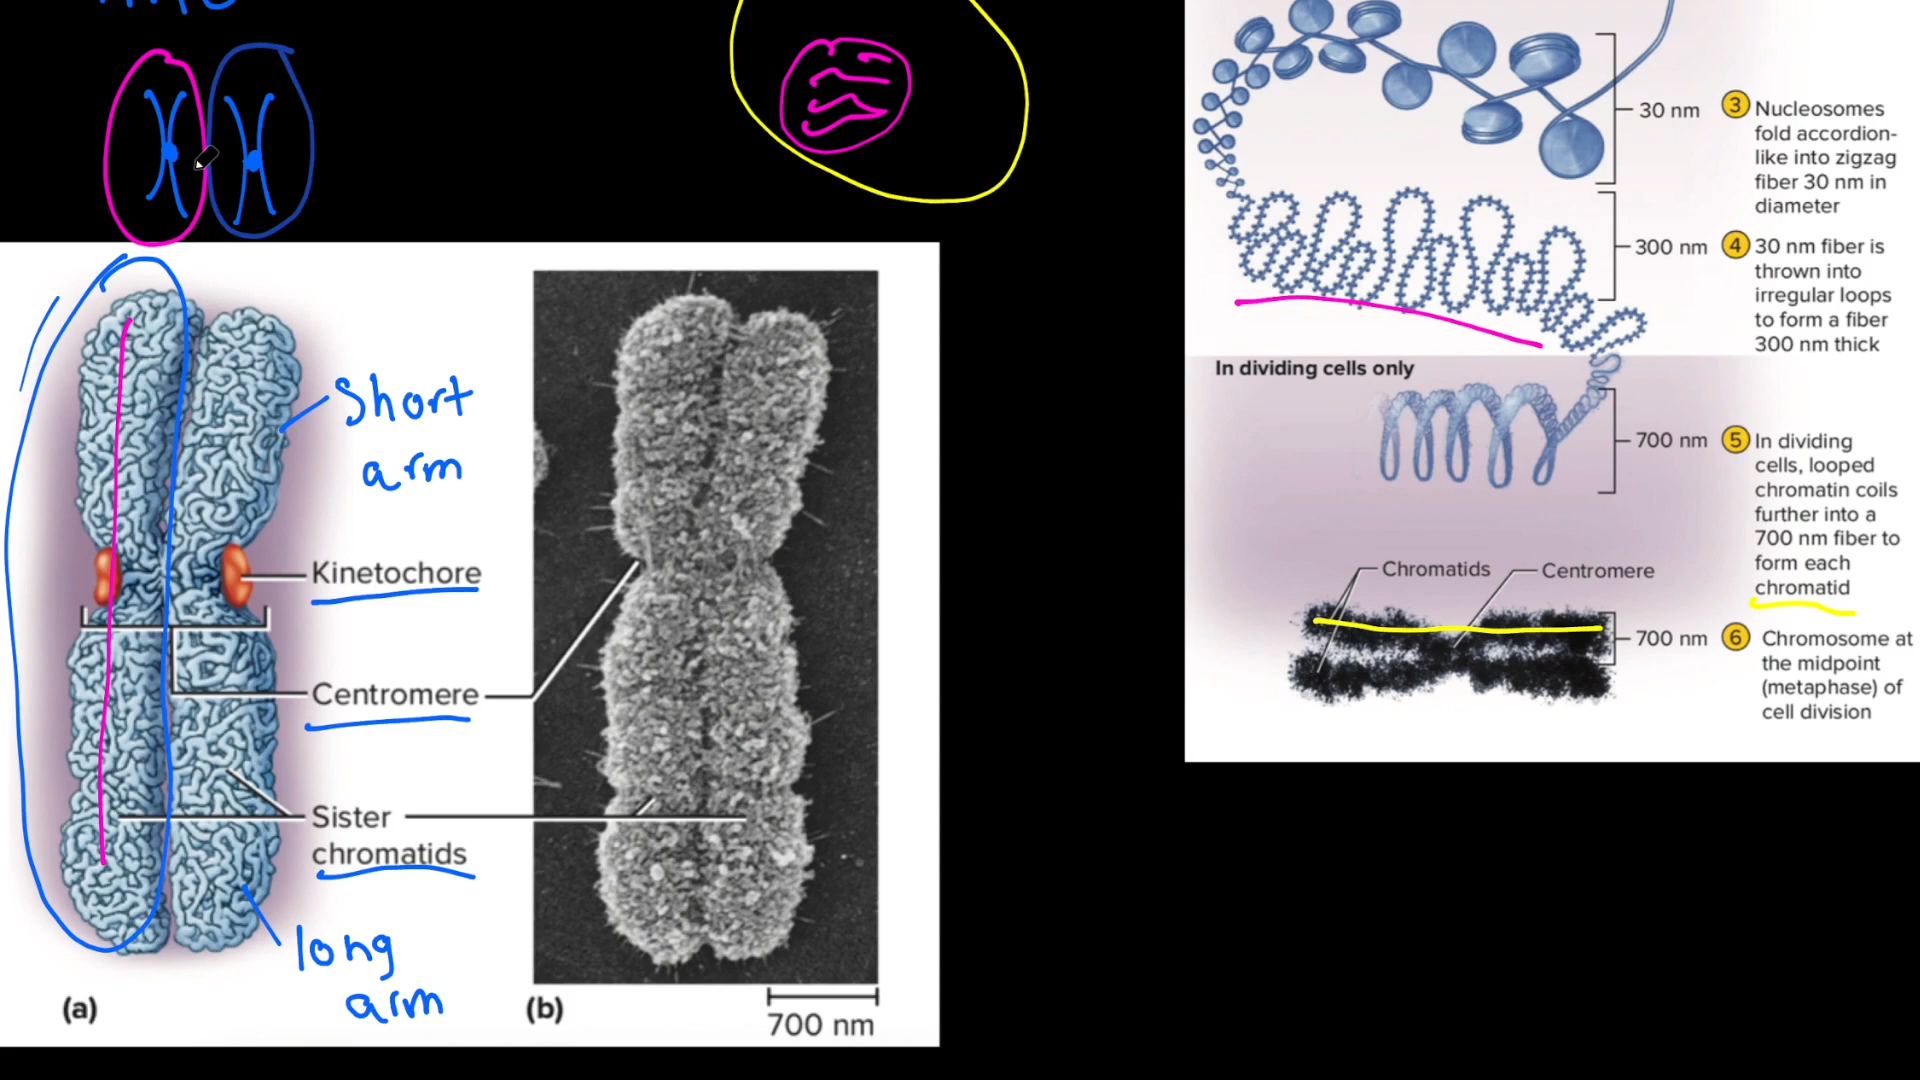 Short
arm
Kinetochore
Centromere
Sister
chromatids
long
arm
(a)
(b)
700 nm
30 nm
3 Nucleosomes
fold accordion-
like into zigzag
fiber 30 nm in
diameter
300 nm
4 30 nm fiber is
thrown into
irregular loops
to form a fiber
300 nm thick
In dividing cells only
700 nm
5 In dividing
cells, looped
chromatin coils
further into a
700 nm fiber to
form each
chromatid
Chromatids
Centromere
700 nm
6 Chromosome at
the midpoint
(metaphase) of
cell division